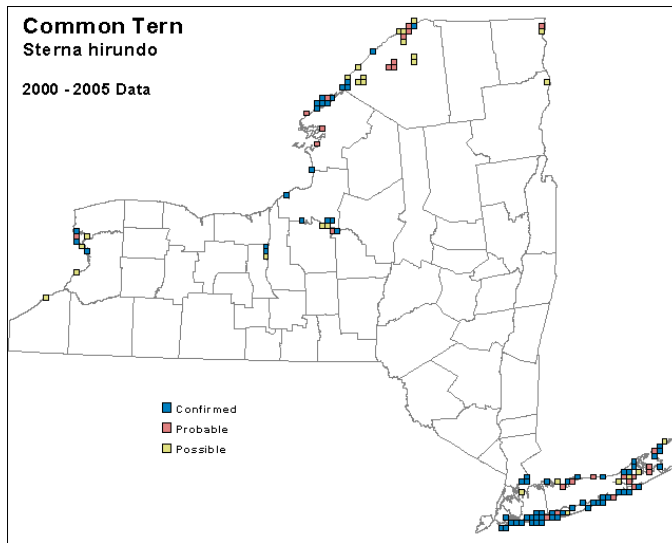 Common Tern
Sterna hirundo
2000 - 2005 Data
Confirmed
Probable
Possible